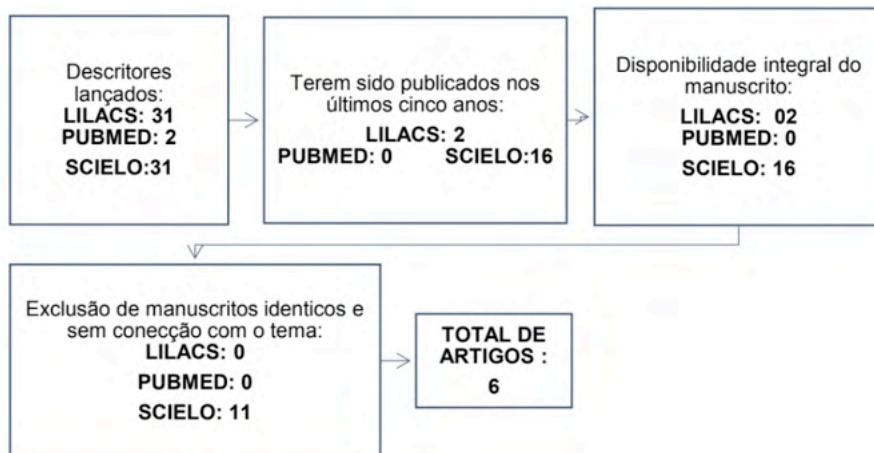 Descritores
lançados:
LILACS: 31
PUBMED: 2
SCIELO:31
Terem sido publicados nos
últimos cinco anos:
LILACS: 2
PUBMED: 0 SCIELO:16
Disponibilidade integral do
manuscrito:
LILACS: 02
PUBMED: 0
SCIELO: 16
Exclusão de manuscritos identicos e
sem conecção com o tema:
LILACS: 0
PUBMED: 0
SCIELO: 11
TOTAL DE
ARTIGOS :
6